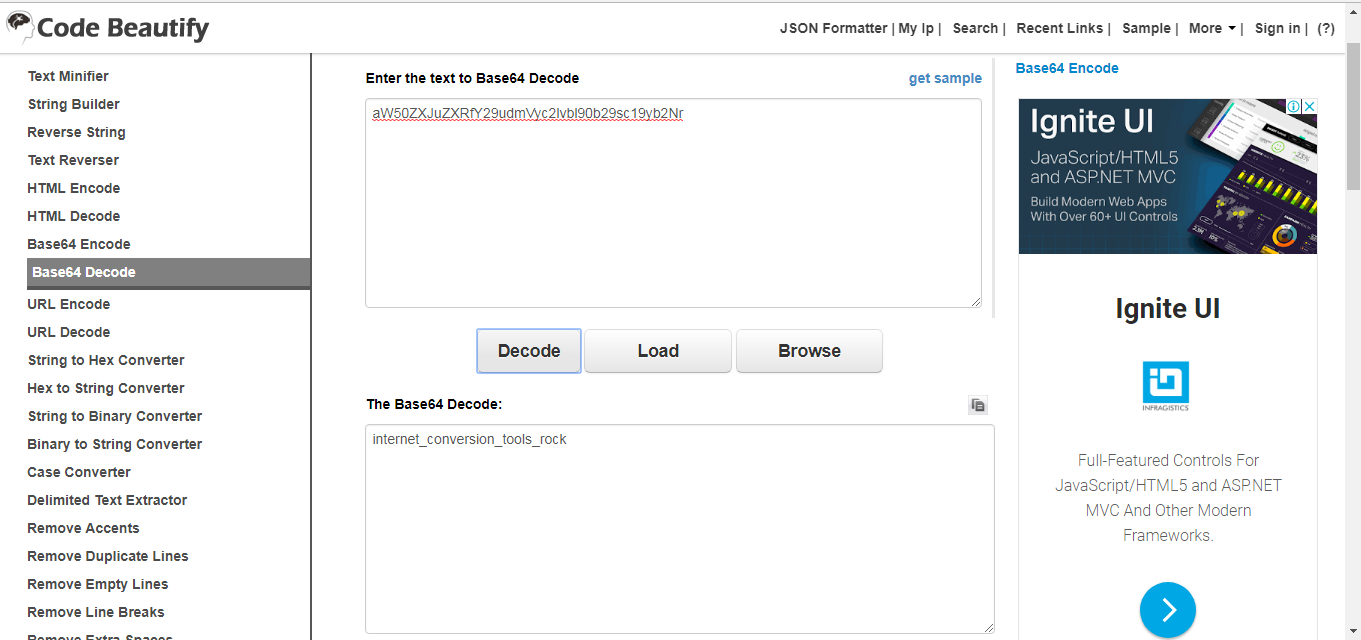 Code Beautify
JSON Formatter | My Ip | Search | Recent Links | Sample | More | Sign in | (?)
Text Minifier
String Builder
Reverse String
Text Reverser
HTML Encode
HTML Decode
Base64 Encode
Base64 Decode
URL Encode
URL Decode
String to Hex Converter
Hex to String Converter
String to Binary Converter
Binary to String Converter
Case Converter
Delimited Text Extractor
Remove Accents
Remove Duplicate Lines
Remove Empty Lines
Remove Line Breaks
Remove Extra Spaces
Enter the text to Base64 Decode
get sample
aW50ZXJuZXRfY29udmVyc2lvbl90b29sc19yb2Nr
Decode
Load
Browse
The Base64 Decode:
internet_conversion_tools_rock
Base64 Encode
Ignite UI
JavaScript/HTML5
and ASP.NET MVC
Build Modern Web Apps
With Over 60+ UI Controls
Ignite UI
INFRAGISTICS
Full-Featured Controls For
JavaScript/HTML5 and ASP.NET
MVC And Other Modern
Frameworks.